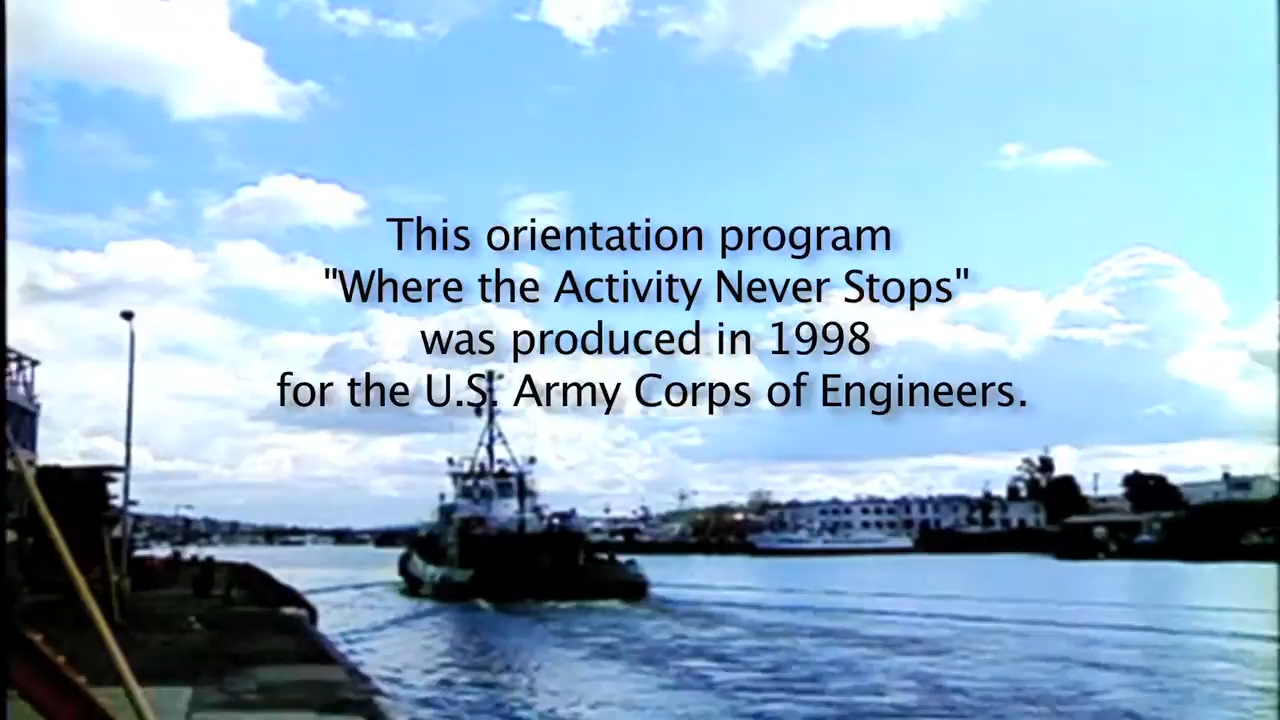 This orientation program
"Where the Activity Never Stops"
was produced in 1998
for the U.S. Army Corps of Engineers.